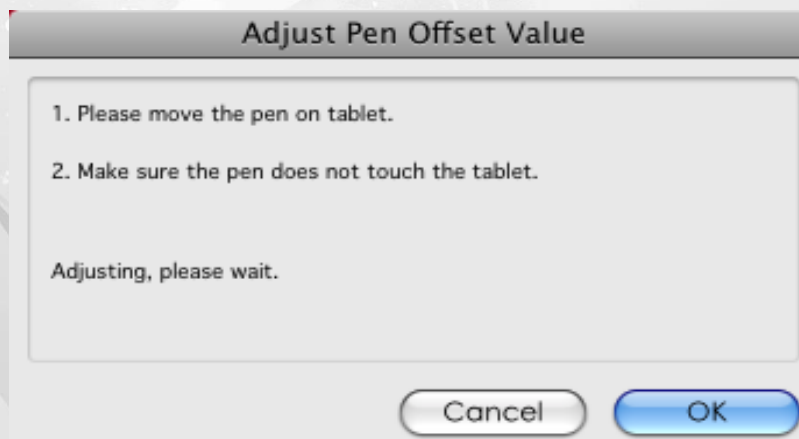 Adjust Pen Offset Value
1. Please move the pen on tablet.
2. Make sure the pen does not touch the tablet.
Adjusting, please wait.
Cancel
OK